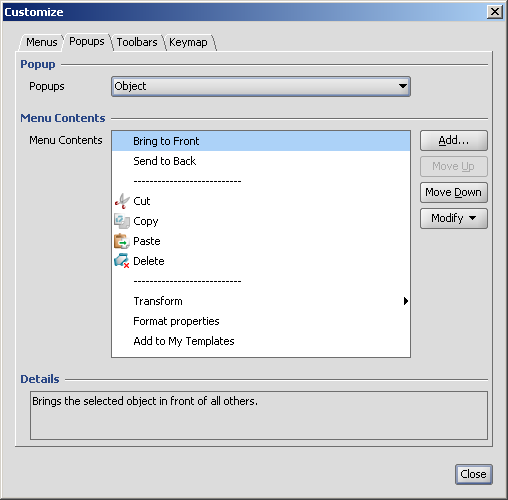 Customize
Menus Popups Toolbars Keymap
Popup
Popups Object
Menu Contents
Menu Contents Bring to Front Add...
Send to Back Move Up
--------------------------- Move Down
Cut
Copy Modify
Paste
Delete
---------------------------
Transform
Format properties
Add to My Templates
Details
Brings the selected object in front of all others.
Close